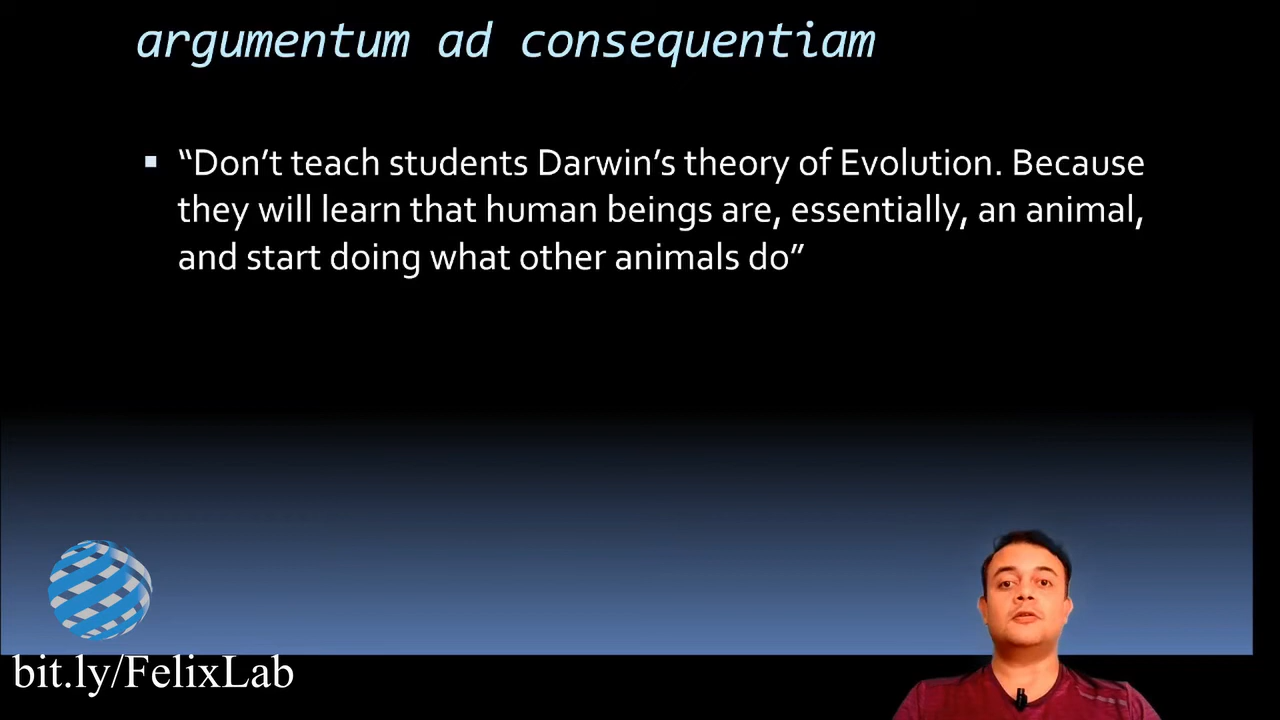 argumentum ad consequentiam
▪ “Don’t teach students Darwin’s theory of Evolution. Because
they will learn that human beings are, essentially, an animal,
and start doing what other animals do”
bit.ly/FelixLab